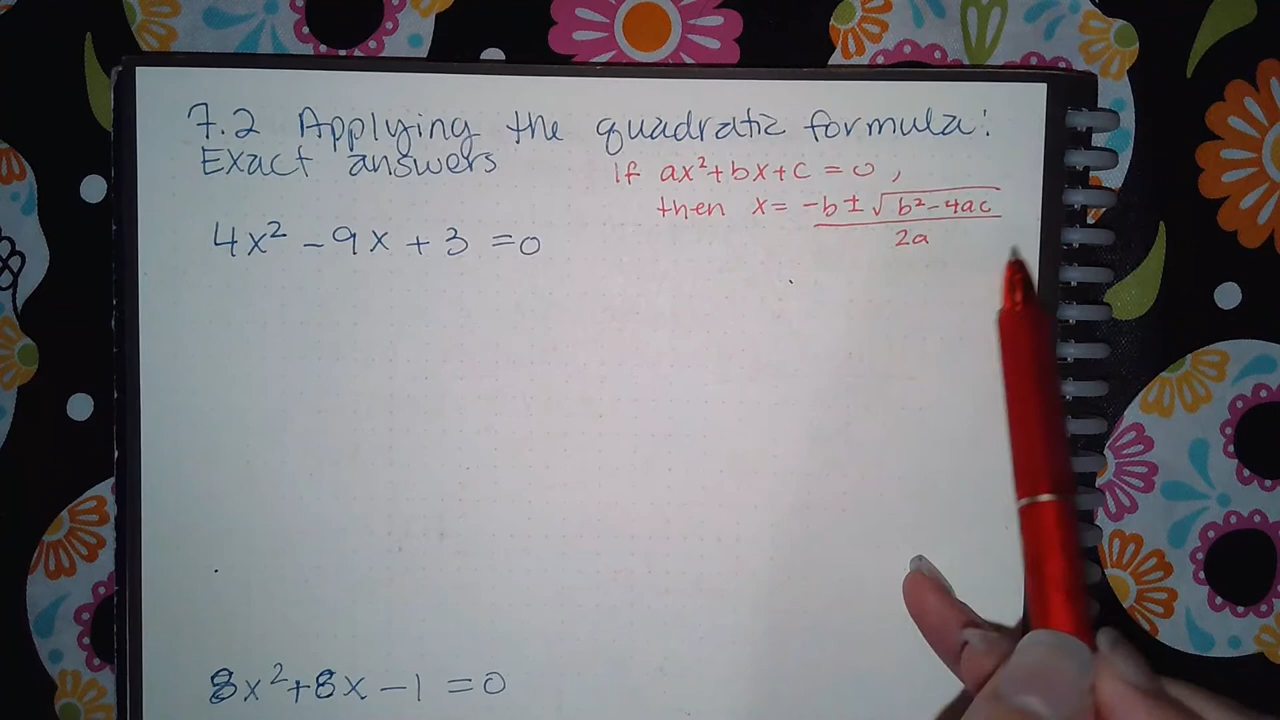 7.2 Applying the quadratic formula:
Exact answers
If ax²+bx+c = 0,
then x = -b ± √b²-4ac
2a
4x² - 9x + 3 = 0
8x²+8x - 1 = 0